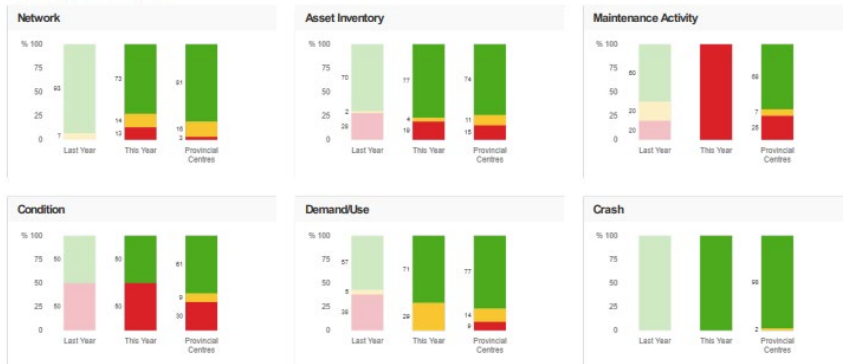 Network
% 100
75
50
25
0
93
7
73
14
13
81
16
3
Last Year
This Year
Provincial
Centres
Asset Inventory
% 100
75
50
25
0
70
2
28
77
4
19
74
11
15
Last Year
This Year
Provincial
Centres
Maintenance Activity
% 100
75
50
25
0
60
20
20
68
7
25
Last Year
This Year
Provincial
Centres
Condition
% 100
75
50
25
0
50
50
50
50
61
9
30
Last Year
This Year
Provincial
Centres
Demand/Use
% 100
75
50
25
0
57
5
38
71
29
77
14
9
Last Year
This Year
Provincial
Centres
Crash
% 100
75
50
25
0
98
2
Last Year
This Year
Provincial
Centres